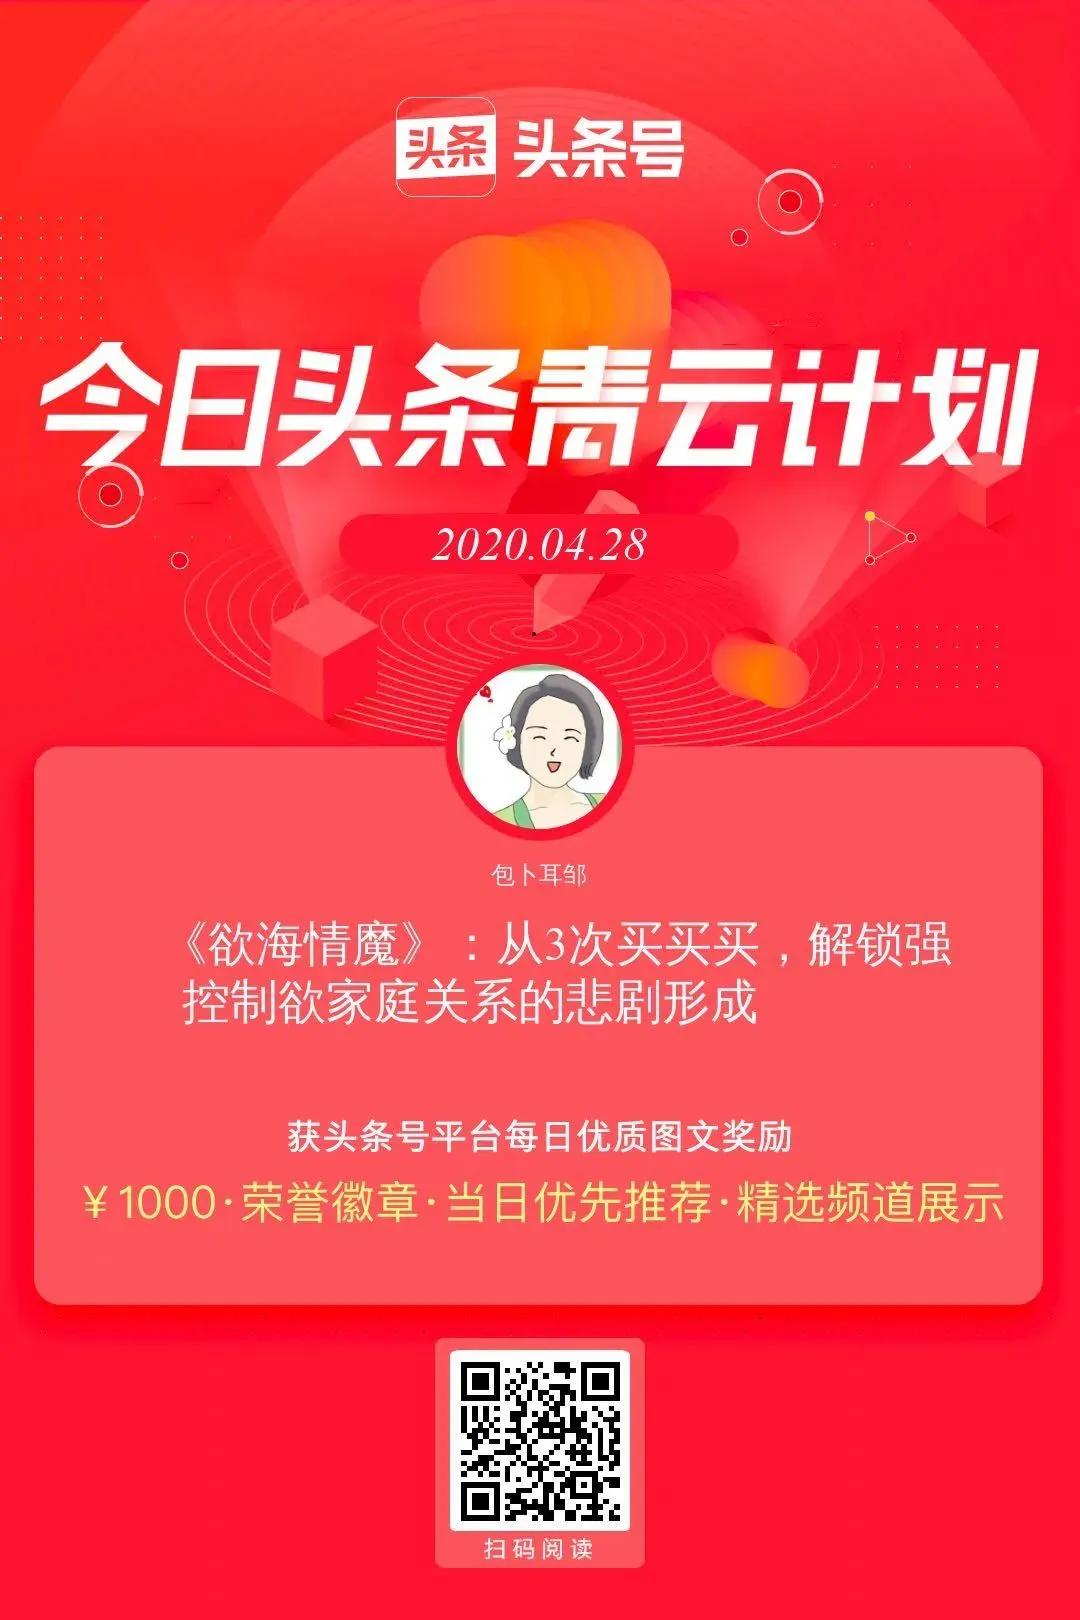 头条 头条号
今日头条青云计划
2020.04.28
包卜耳邹
《欲海情魔》：从3次买买买，解锁强
控制欲家庭关系的悲剧形成
获头条号平台每日优质图文奖励
￥1000·荣誉徽章·当日优先推荐·精选频道展示
扫码阅读